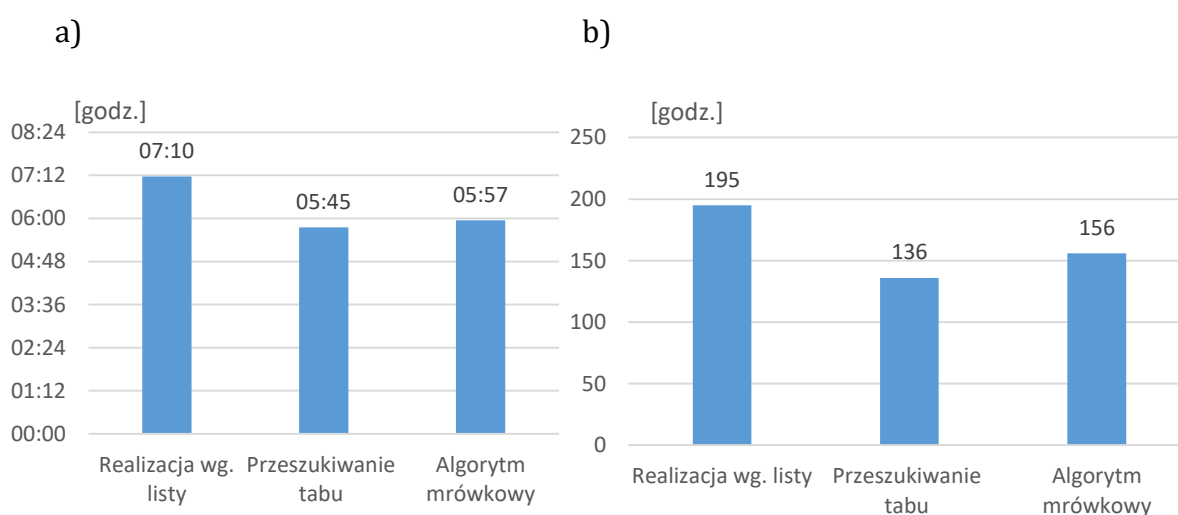 a)
[godz.]
08:24
07:12
06:00
04:48
03:36
02:24
01:12
00:00
07:10
05:45
05:57
Realizacja wg.
listy
Przeszukiwanie
tabu
Algorytm
mrówkowy
b)
[godz.]
250
200
150
100
50
0
195
136
156
Realizacja wg. listy
Przeszukiwanie
tabu
Algorytm
mrówkowy